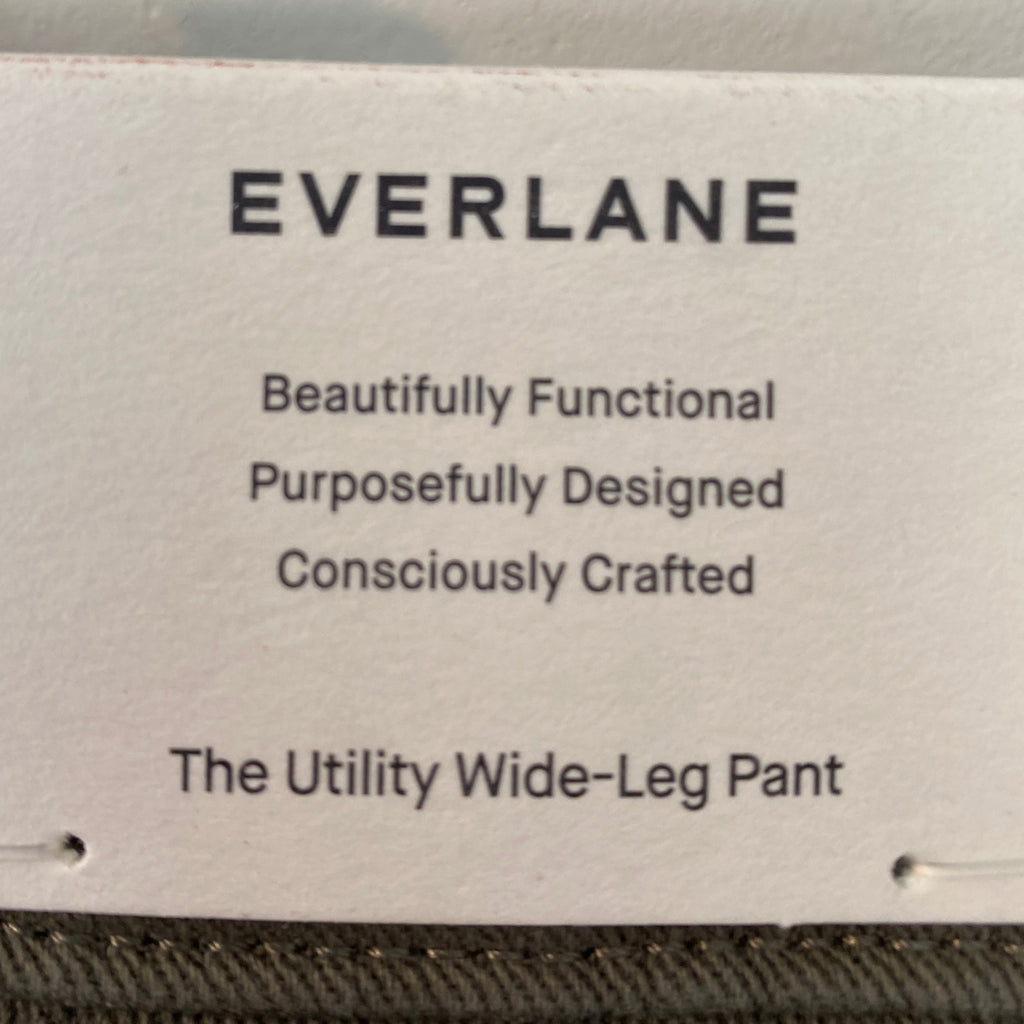 EVERLANE
Beautifully Functional
Purposefully Designed
Consciously Crafted
The Utility Wide-Leg Pant